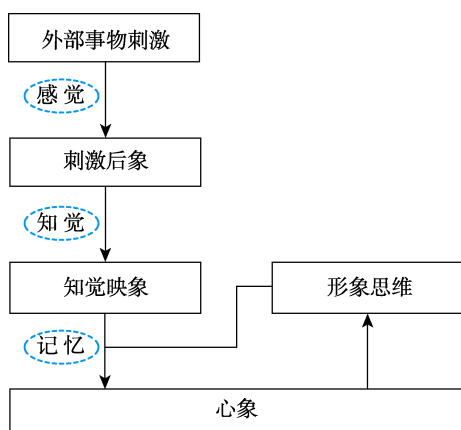 外部事物刺激
感觉
刺激后象
知觉
知觉映象
形象思维
记忆
心象